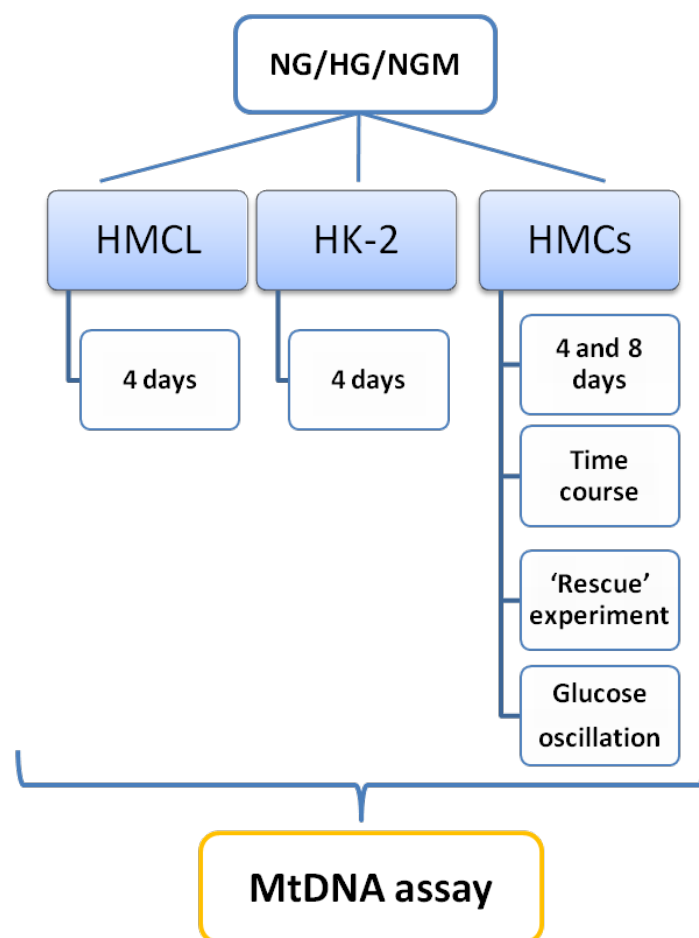 NG/HG/NGM
HMCL
HK-2
HMCs
4 days
4 days
4 and 8
days
Time
course
‘Rescue’
experiment
Glucose
oscillation
MtDNA assay